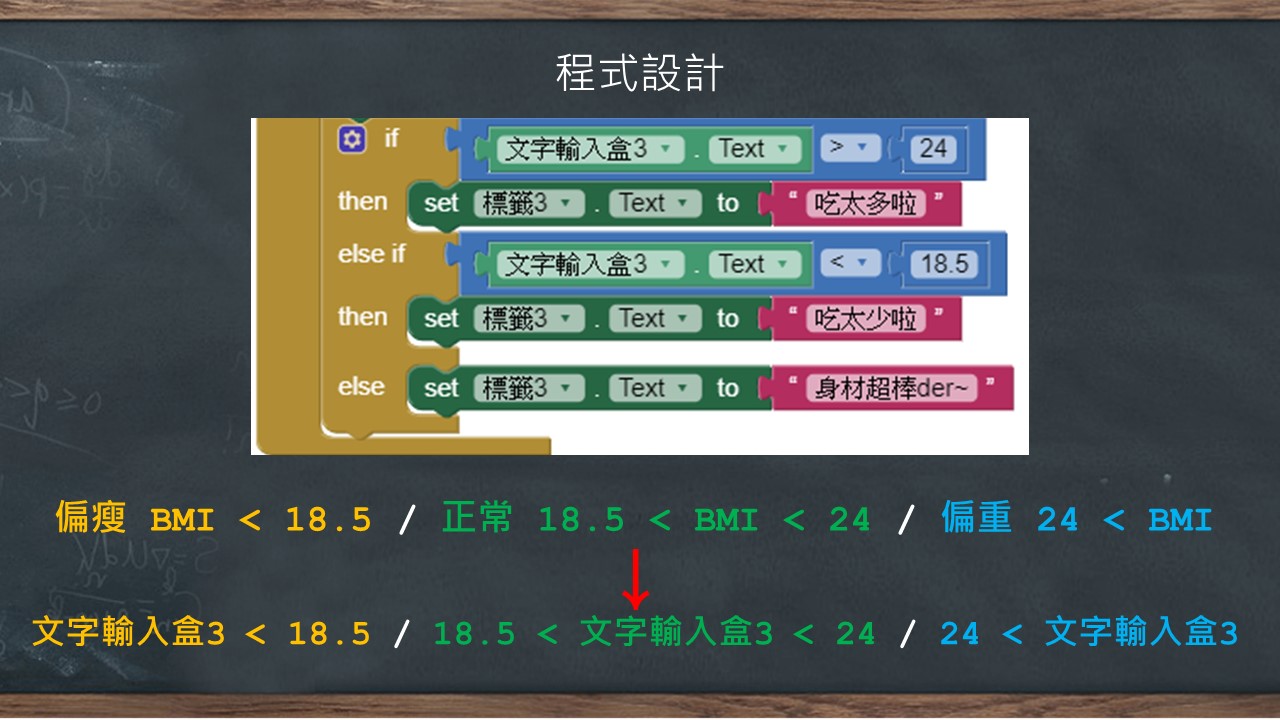 程式設計
if 文字輸入盒3 . Text > 24
then set 標籤3 . Text to “ 吃太多啦 ”
else if 文字輸入盒3 . Text < 18.5
then set 標籤3 . Text to “ 吃太少啦 ”
else set 標籤3 . Text to “ 身材超棒der~ ”
偏瘦 BMI < 18.5 / 正常 18.5 < BMI < 24 / 偏重 24 < BMI
文字輸入盒3 < 18.5 / 18.5 < 文字輸入盒3 < 24 / 24 < 文字輸入盒3